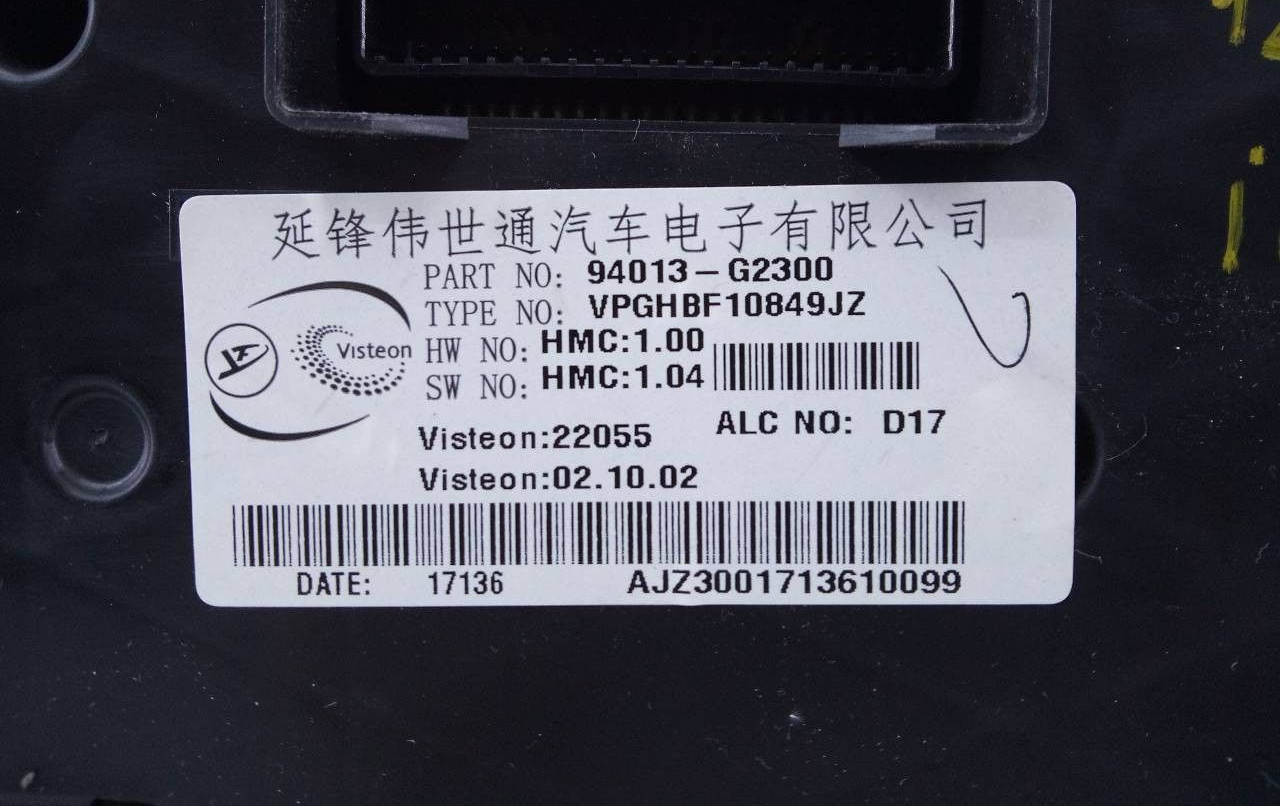 延锋伟世通汽车电子有限公司
PART NO: 94013-G2300
TYPE NO: VPGHBF10849JZ
HW NO: HMC:1.00
SW NO: HMC:1.04
Visteon
ALC NO: D17
Visteon:22055
Visteon:02.10.02
DATE: 17136 AJZ3001713610099